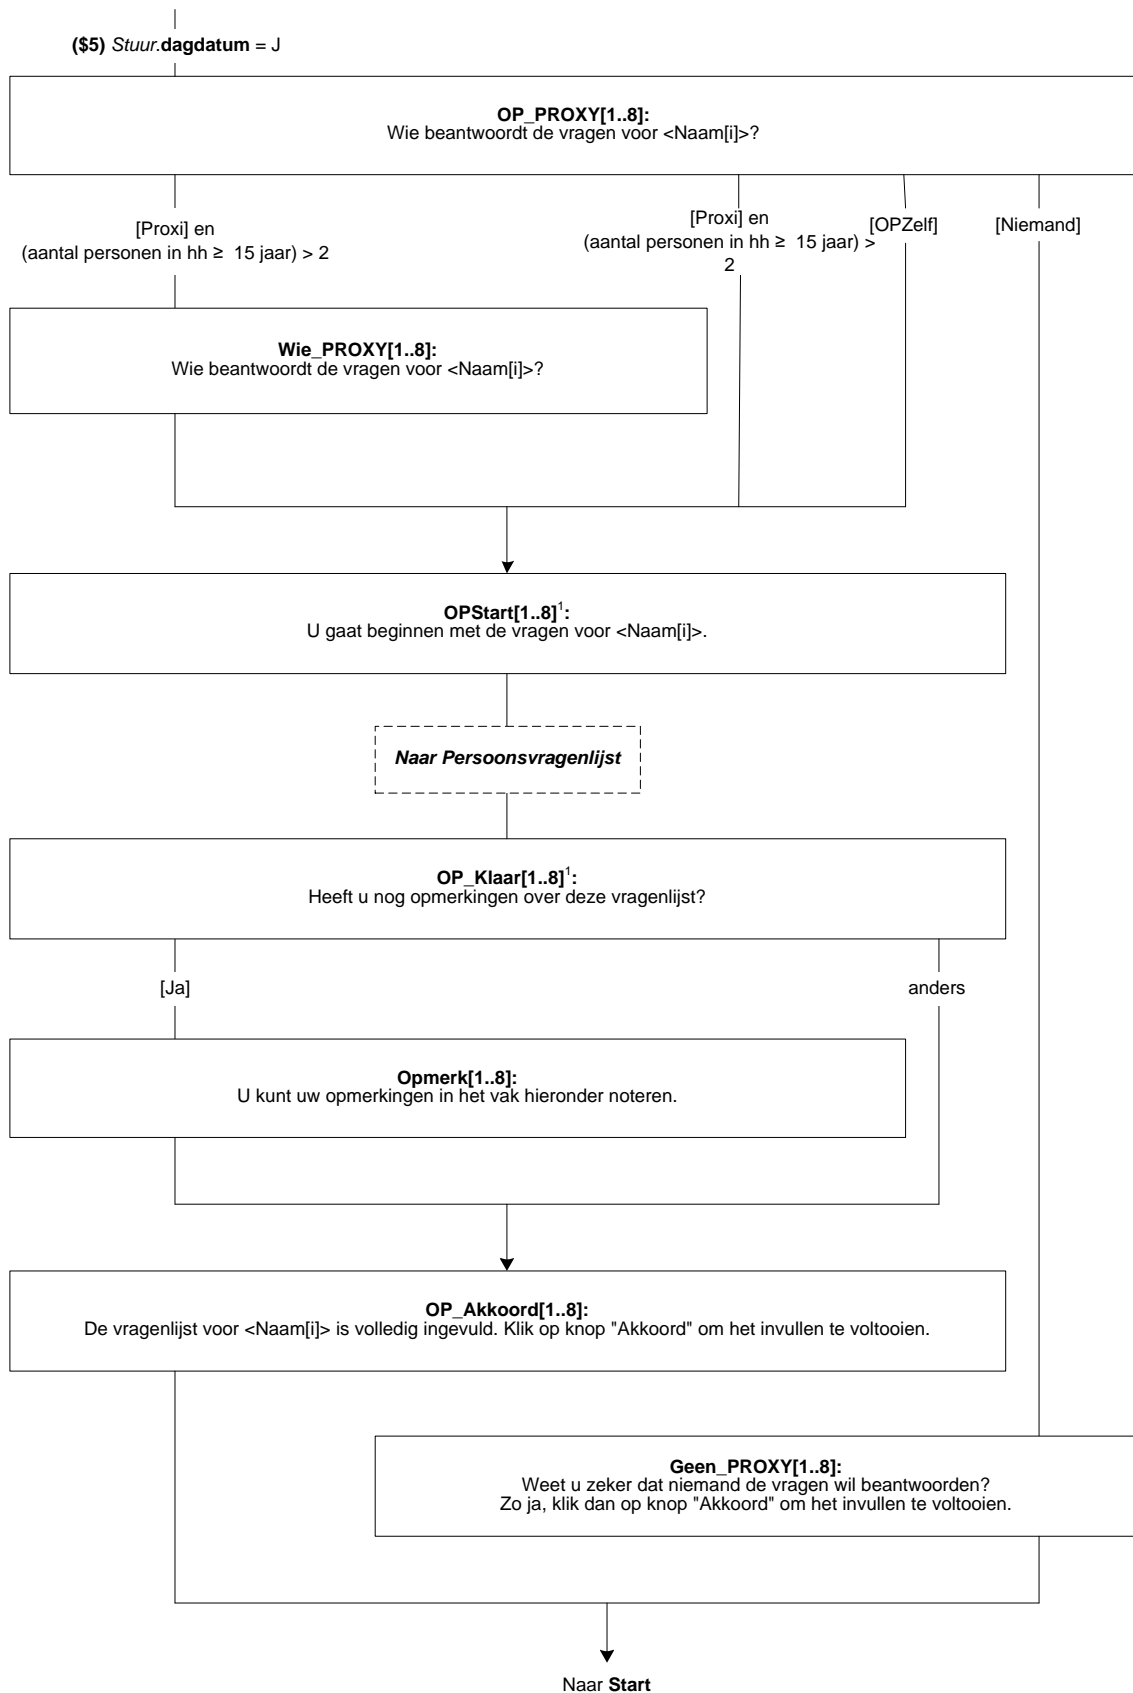 ($5) Stuur.dagdatum = J
OP_PROXY[1..8]:
Wie beantwoordt de vragen voor <Naam[i]>?
[Proxi] en
(aantal personen in hh ≥ 15 jaar) > 2
[Proxi] en
(aantal personen in hh ≥ 15 jaar) >
2
[OPZelf]
[Niemand]
Wie_PROXY[1..8]:
Wie beantwoordt de vragen voor <Naam[i]>?
OPStart[1..8]¹:
U gaat beginnen met de vragen voor <Naam[i]>.
Naar Persoonsvragenlijst
OP_Klaar[1..8]¹:
Heeft u nog opmerkingen over deze vragenlijst?
[Ja]
anders
Opmerk[1..8]:
U kunt uw opmerkingen in het vak hieronder noteren.
OP_Akkoord[1..8]:
De vragenlijst voor <Naam[i]> is volledig ingevuld. Klik op knop "Akkoord" om het invullen te voltooien.
Geen_PROXY[1..8]:
Weet u zeker dat niemand de vragen wil beantwoorden?
Zo ja, klik dan op knop "Akkoord" om het invullen te voltooien.
Naar Start